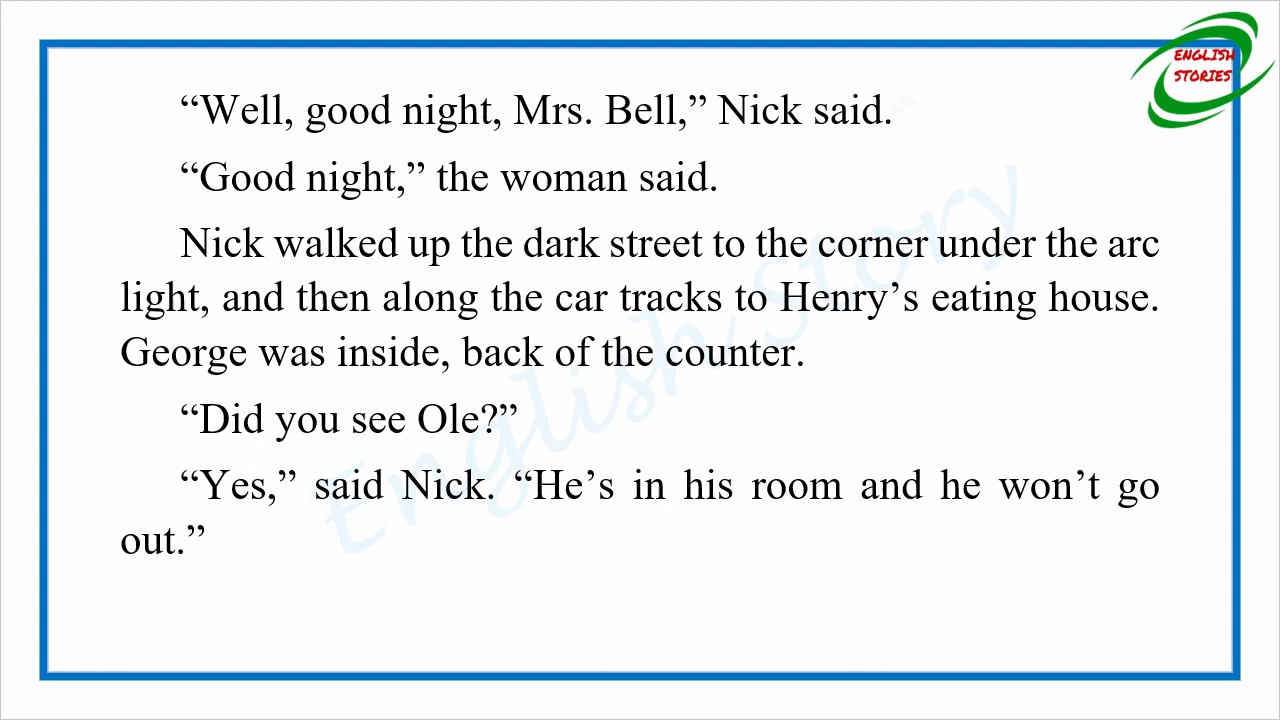 ENGLISH
STORIES
“Well, good night, Mrs. Bell,” Nick said.
“Good night,” the woman said.
Nick walked up the dark street to the corner under the arc
light, and then along the car tracks to Henry’s eating house.
George was inside, back of the counter.
“Did you see Ole?”
“Yes,” said Nick. “He’s in his room and he won’t go
out.”
English Story